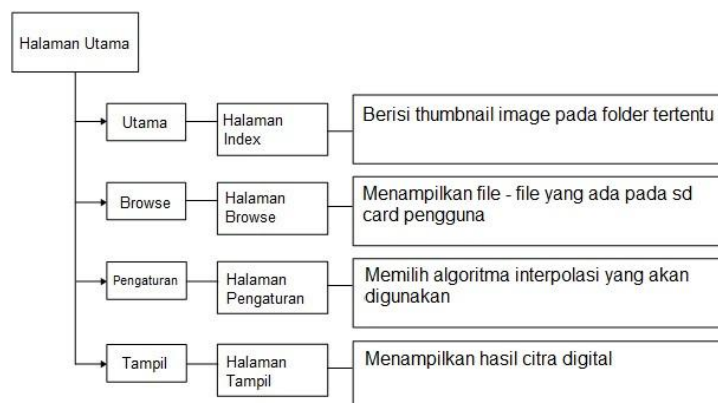 Halaman Utama
Utama
Halaman
Index
Berisi thumbnail image pada folder tertentu
Browse
Halaman
Browse
Menampilkan file - file yang ada pada sd
card pengguna
Pengaturan
Halaman
Pengaturan
Memilih algoritma interpolasi yang akan
digunakan
Tampil
Halaman
Tampil
Menampilkan hasil citra digital